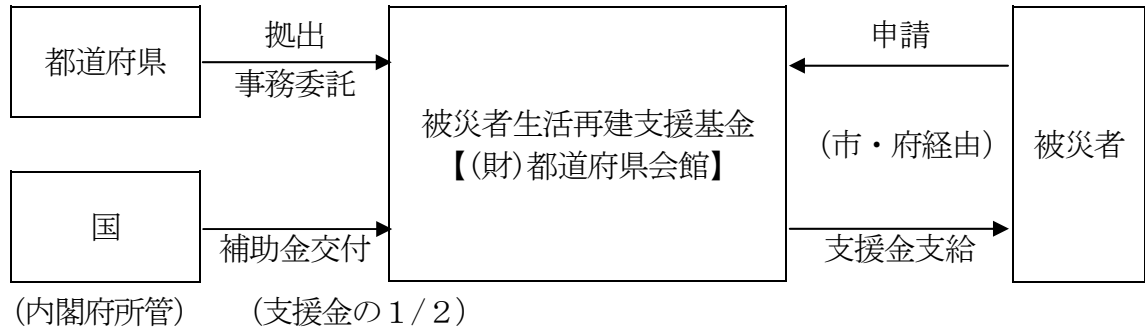 都道府県
拠出
事務委託
被災者生活再建支援基金
【(財)都道府県会館】
申請
(市・府経由)
被災者
国
補助金交付
支援金支給
(内閣府所管)
(支援金の1/2)